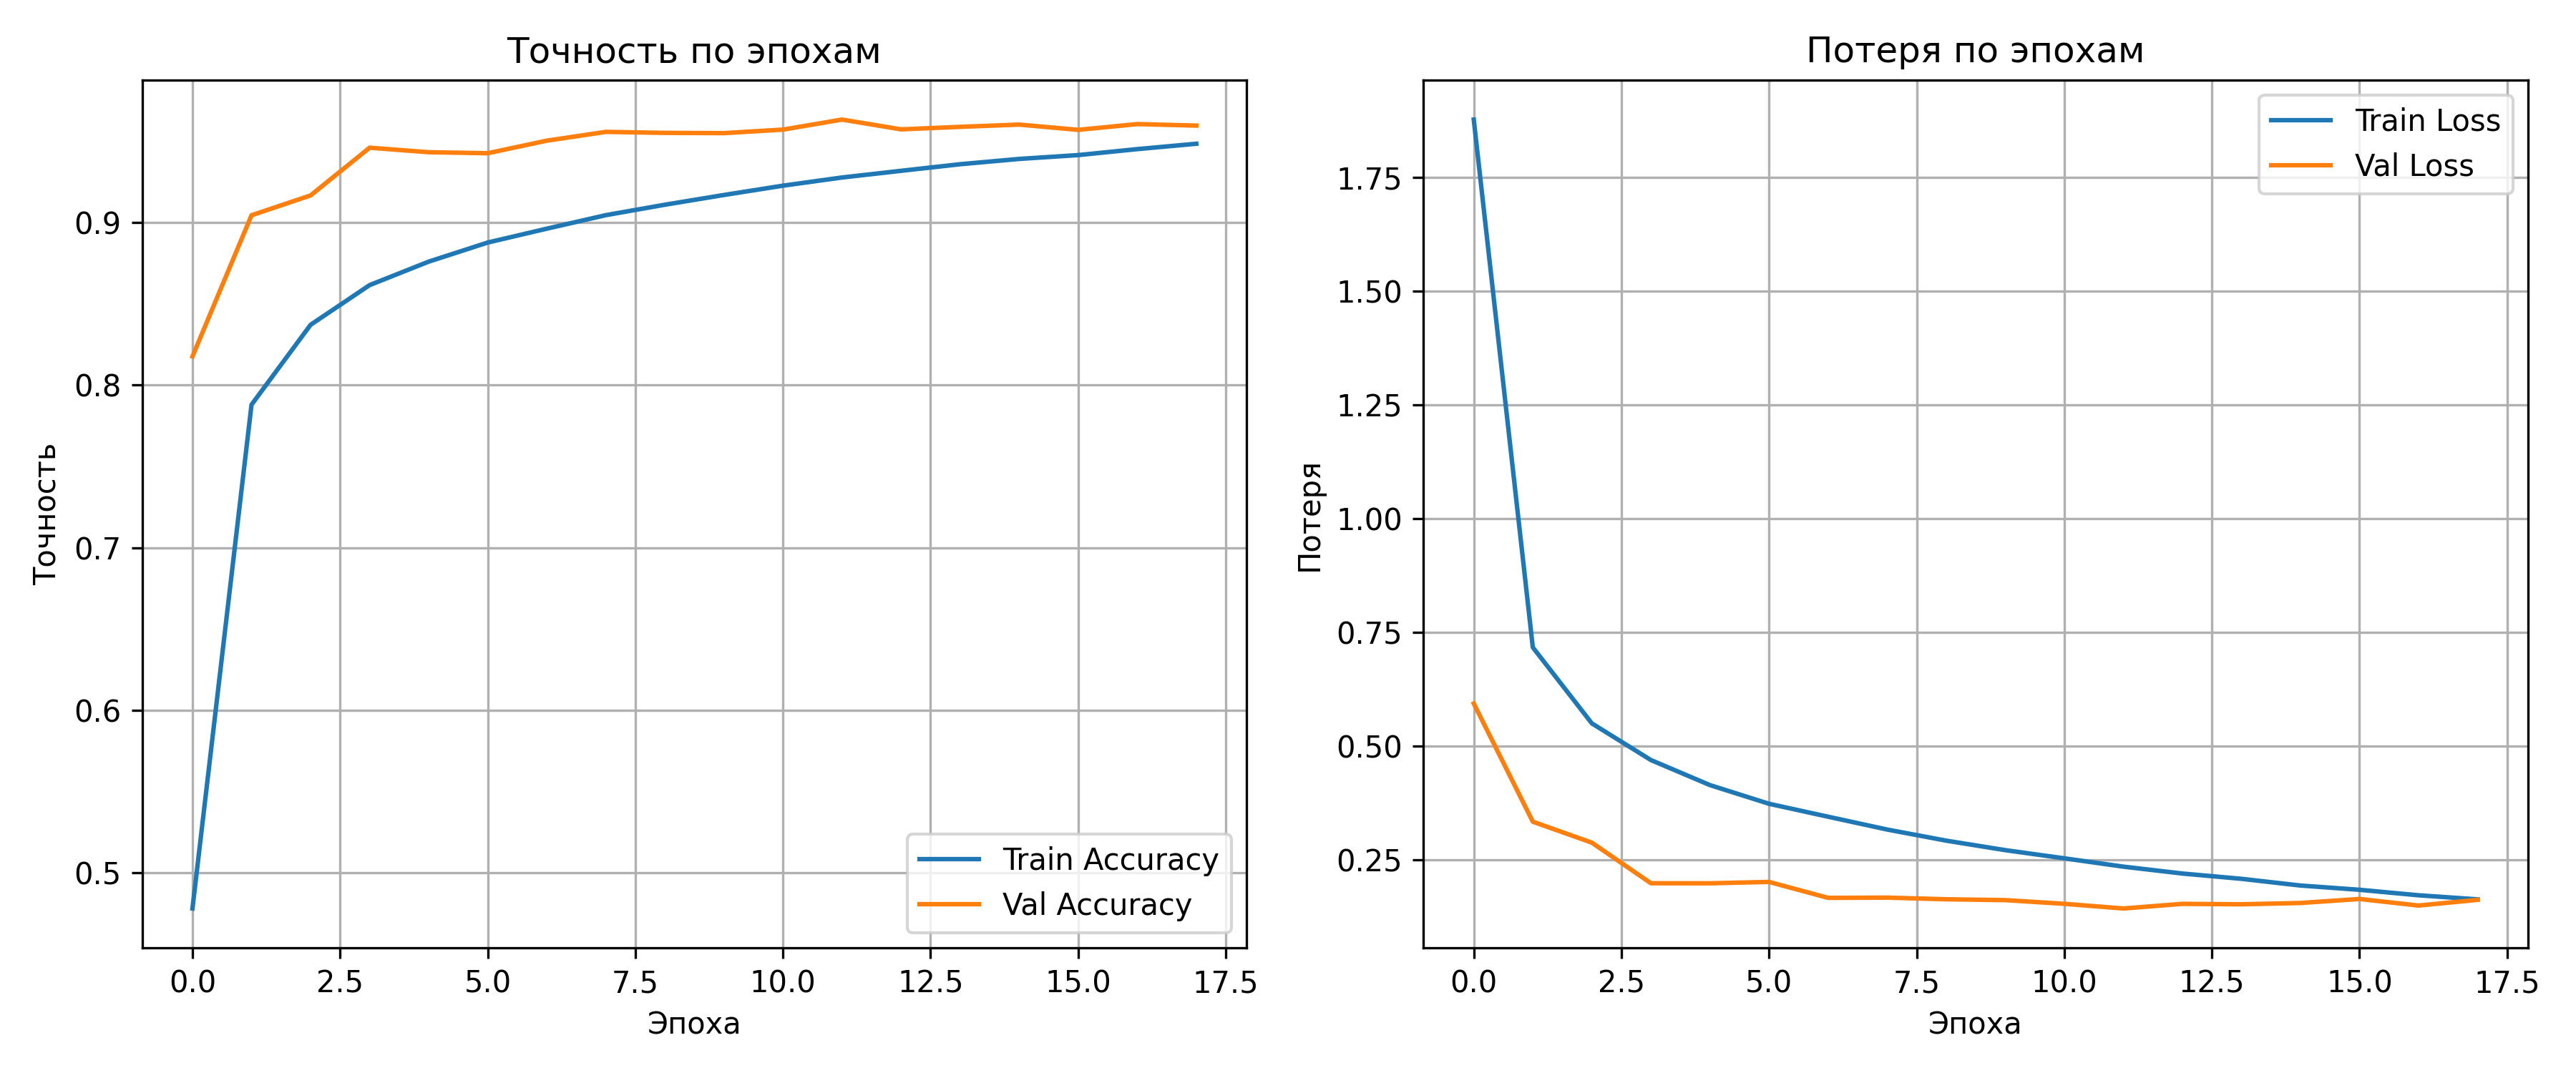 Точность по эпохам
Точность
0.9
0.8
0.7
0.6
0.5
0.0 2.5 5.0 7.5 10.0 12.5 15.0 17.5
Эпоха
Train Accuracy
Val Accuracy
Потеря по эпохам
Потеря
1.75
1.50
1.25
1.00
0.75
0.50
0.25
0.0 2.5 5.0 7.5 10.0 12.5 15.0 17.5
Эпоха
Train Loss
Val Loss